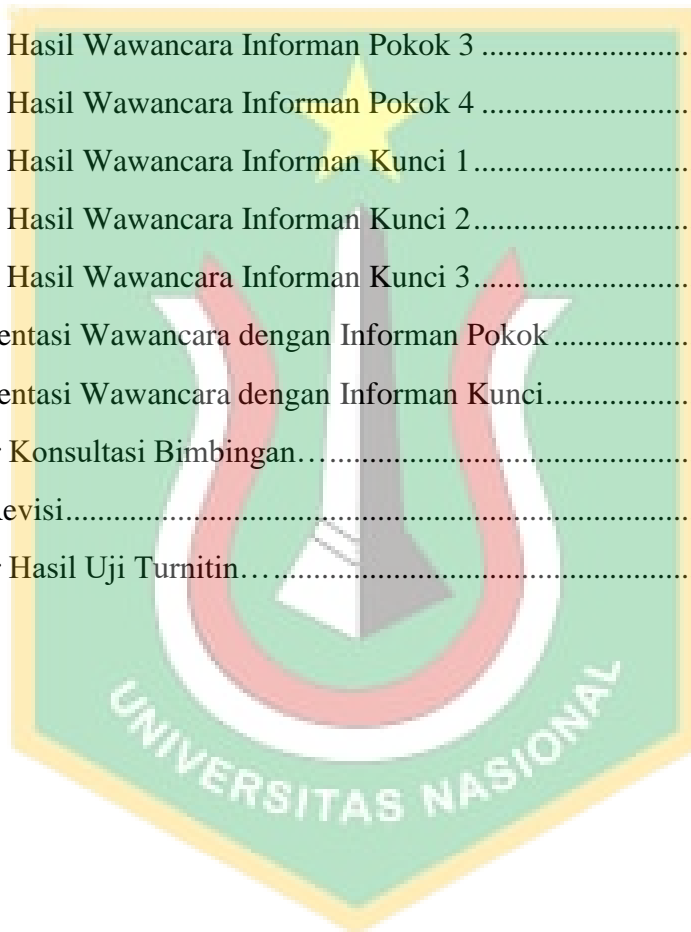 Hasil Wawancara Informan Pokok 3 ........................
Hasil Wawancara Informan Pokok 4 ........................
Hasil Wawancara Informan Kunci 1.........................
Hasil Wawancara Informan Kunci 2.........................
Hasil Wawancara Informan Kunci 3.........................
entasi Wawancara dengan Informan Pokok ................
entasi Wawancara dengan Informan Kunci.................
Konsultasi Bimbingan….........................................
evisi.....................................................................
Hasil Uji Turnitin…...............................................
UNIVERSITAS NASIONAL